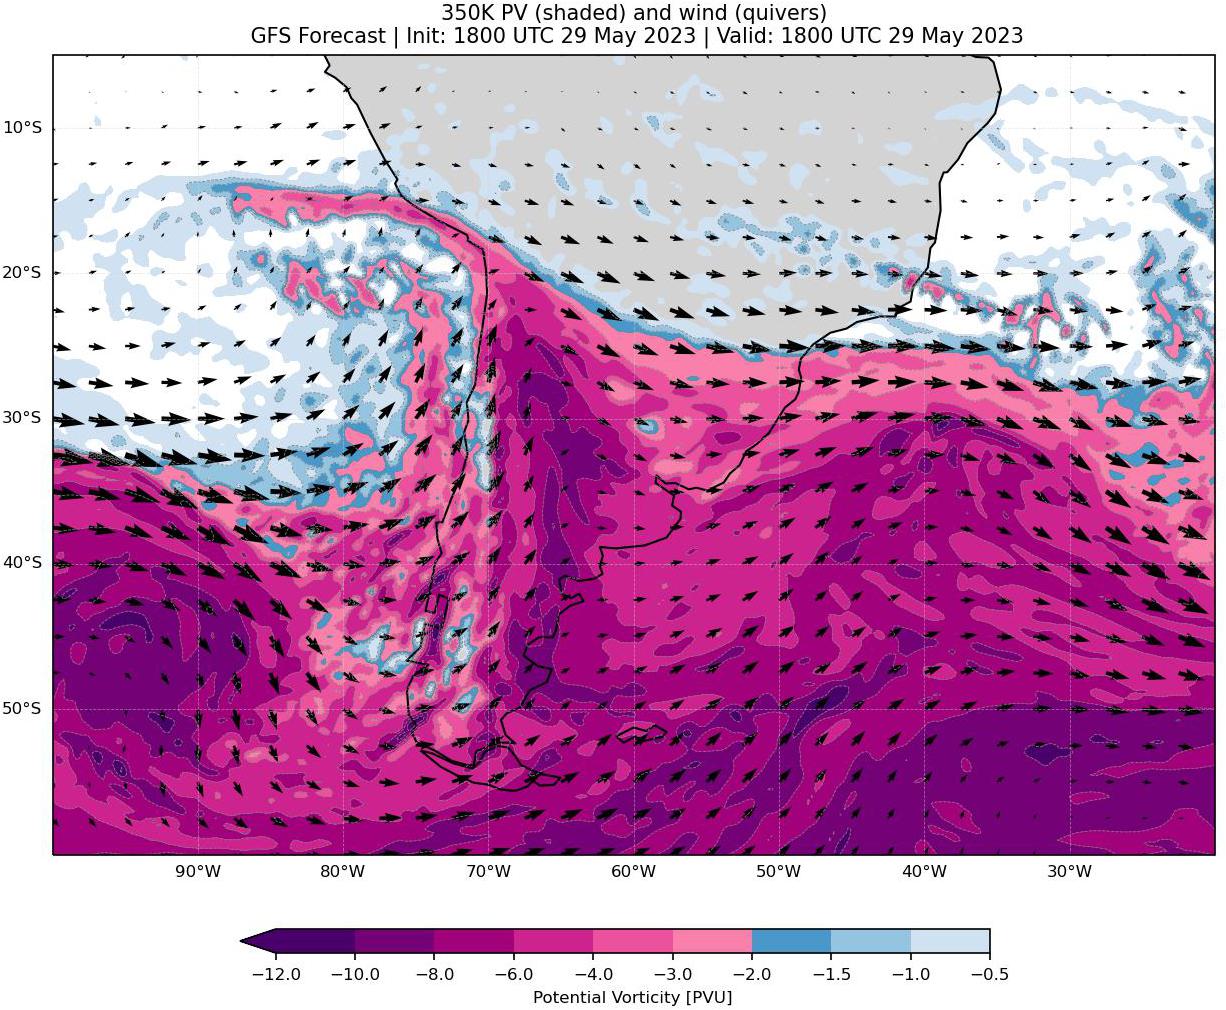 350K PV (shaded) and wind (quivers)
GFS Forecast | Init: 1800 UTC 29 May 2023 | Valid: 1800 UTC 29 May 2023
10°S
20°S
30°S
40°S
50°S
90°W 80°W 70°W 60°W 50°W 40°W 30°W
−12.0 −10.0 −8.0 −6.0 −4.0 −3.0 −2.0 −1.5 −1.0 −0.5
Potential Vorticity [PVU]